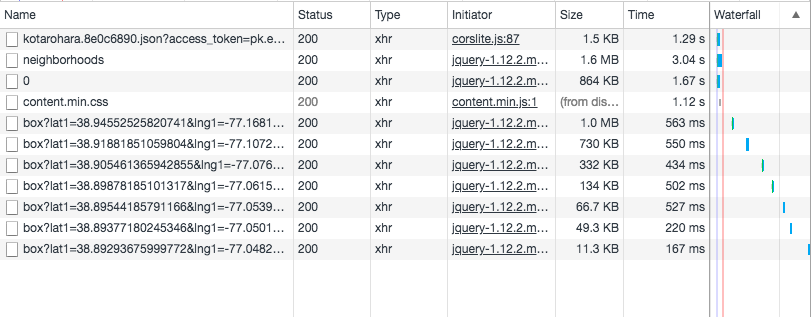 Name Status Type Initiator Size Time Waterfall ▲
kotarohara.8e0c6890.json?access_token=pk.e… 200 xhr corslite.js:87 1.5 KB 1.29 s
neighborhoods 200 xhr jquery-1.12.2.m… 1.6 MB 3.04 s
0 200 xhr jquery-1.12.2.m… 864 KB 1.67 s
content.min.css 200 xhr content.min.js:1 (from dis… 1.12 s
box?lat1=38.94552525820741&lng1=-77.1681… 200 xhr jquery-1.12.2.m… 1.0 MB 563 ms
box?lat1=38.91881851059804&lng1=-77.1072… 200 xhr jquery-1.12.2.m… 730 KB 550 ms
box?lat1=38.905461365942855&lng1=-77.076… 200 xhr jquery-1.12.2.m… 332 KB 434 ms
box?lat1=38.89878185101317&lng1=-77.0615… 200 xhr jquery-1.12.2.m… 134 KB 502 ms
box?lat1=38.89544185791166&lng1=-77.0539… 200 xhr jquery-1.12.2.m… 66.7 KB 527 ms
box?lat1=38.89377180245346&lng1=-77.0501… 200 xhr jquery-1.12.2.m… 49.3 KB 220 ms
box?lat1=38.89293675999772&lng1=-77.0482… 200 xhr jquery-1.12.2.m… 11.3 KB 167 ms